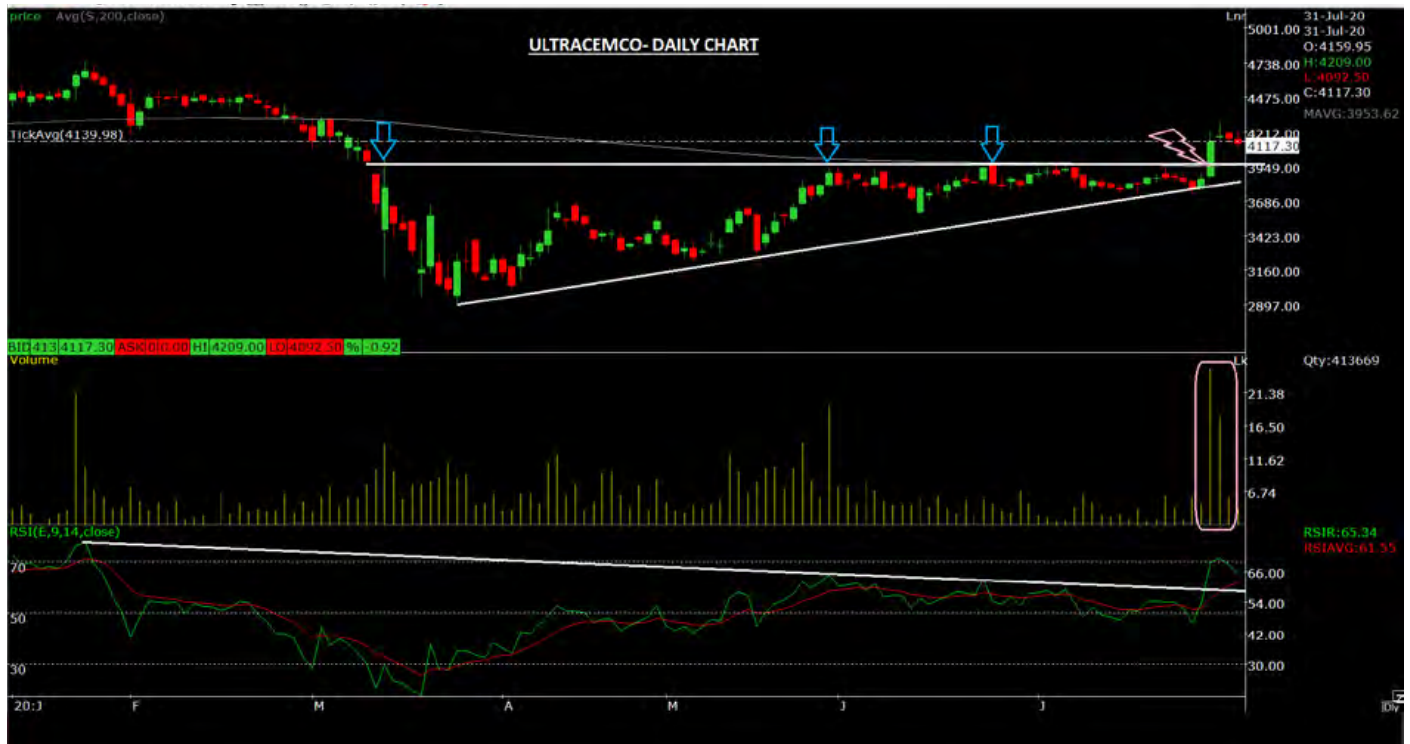 price Avg(S,200,close)
ULTRACEMCO- DAILY CHART
Lnr
31-Jul-20
31-Jul-20
O:4159.95
H:4209.00
L:4092.50
C:4117.30
MAVG:3953.62
5001.00
4738.00
4475.00
4212.00
4117.30
3949.00
3686.00
3423.00
3160.00
2897.00
TickAvg(4139.98)
BID 413 4117.30 ASK 0 0.00 HI 4209.00 LO 4092.50 % -0.92
Volume
Lk
Qty:413669
21.38
16.50
11.62
6.74
RSI(E,9,14,close)
RSIR:65.34
RSIAVG:61.55
70
50
30
66.00
54.00
42.00
30.00
20:J F M A M J J
Dly